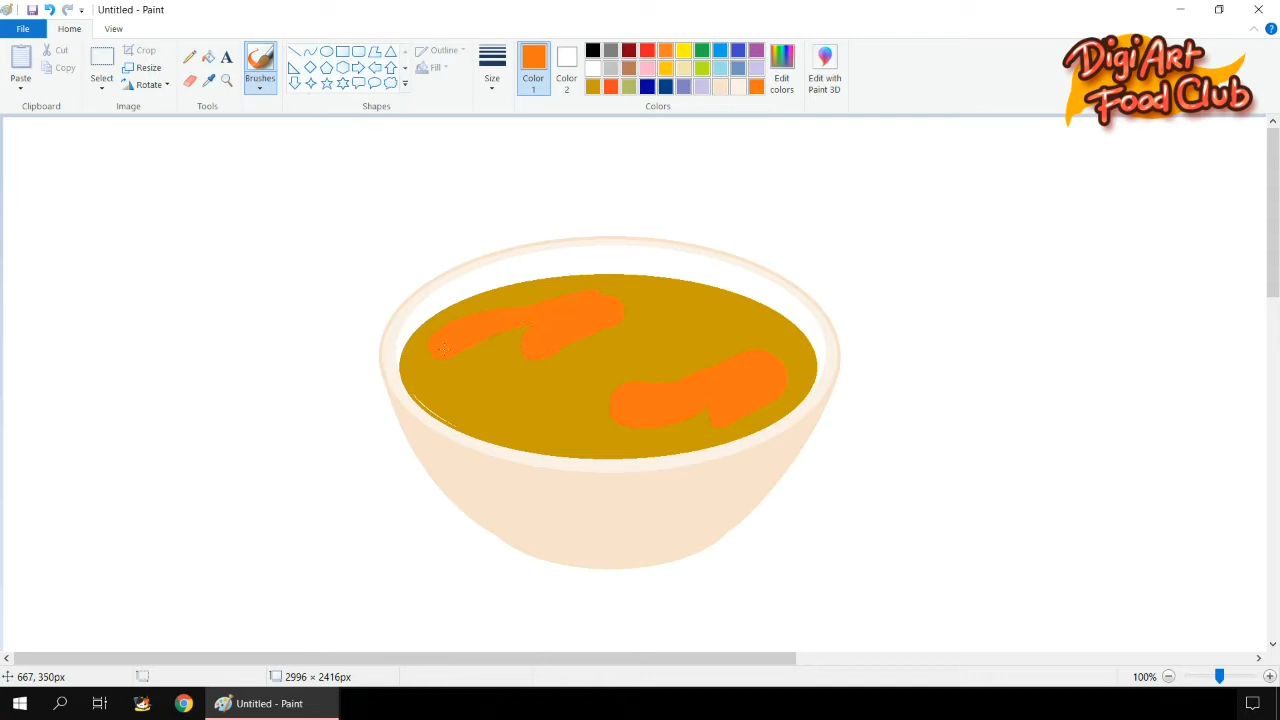 Untitled - Paint
File
Home
View
Paste
Cut
Copy
Clipboard
Select
Crop
Resize
Rotate
Image
Tools
Brushes
Outline
Fill
Shapes
Size
Color
1
Color
2
Edit
colors
Colors
Edit with
Paint 3D
DigiArt
Food Club
667, 350px
2996 × 2416px
100%
Untitled - Paint